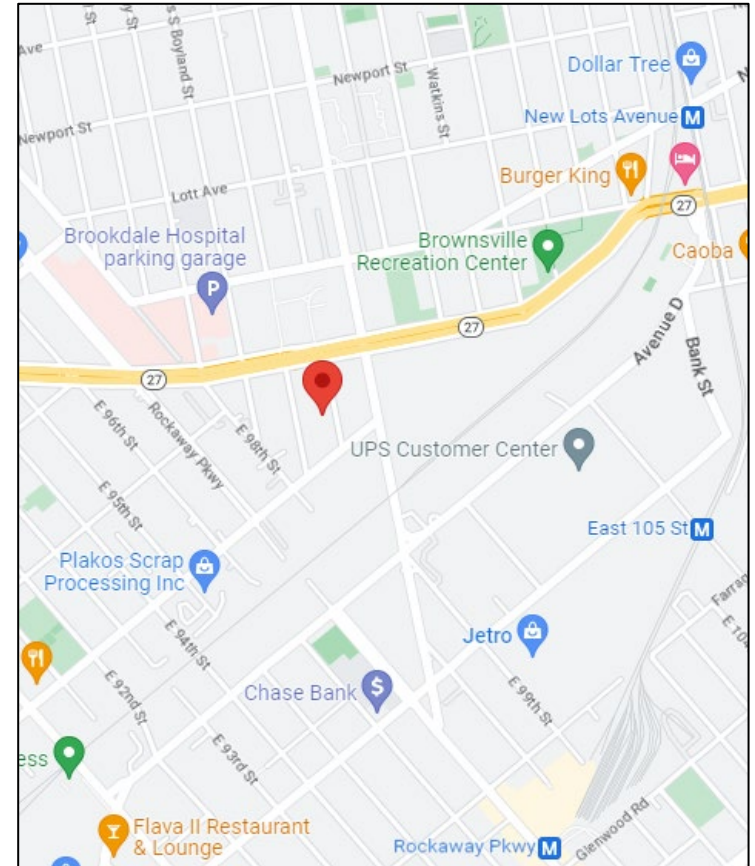 Ave
y St
s S Boyland St
Newport St
Watkins St
Dollar Tree
N
New Lots Avenue M
Newport St
Lott Ave
Burger King
27
Brookdale Hospital
parking garage
P
Brownsville
Recreation Center
Caoba
27
27
Avenue D
Bank St
E 96th St
Rockaway Pkwy
E 98th St
UPS Customer Center
E 95th St
East 105 St M
Plakos Scrap
Processing Inc
Farrag
E 104
Jetro
E 94th St
Chase Bank
$
E 99th St
E 92nd St
E 93rd St
ess
Flava II Restaurant
& Lounge
Rockaway Pkwy M
Glenwood Rd